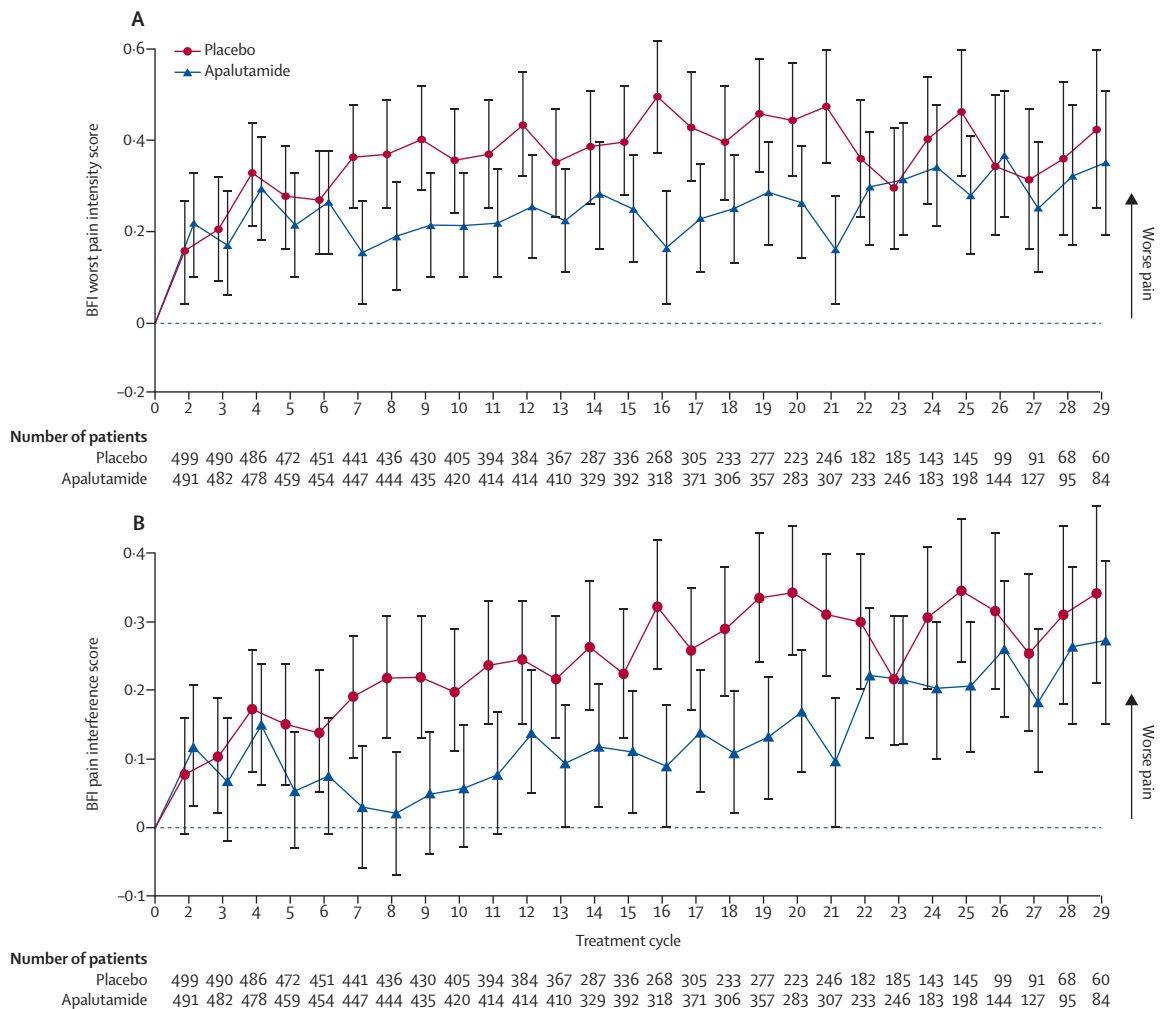 A
0·6
0·4
0·2
0
–0·2
BFI worst pain intensity score
Placebo
Apalutamide
Worse pain
0 2 3 4 5 6 7 8 9 10 11 12 13 14 15 16 17 18 19 20 21 22 23 24 25 26 27 28 29
Number of patients
Placebo 499 490 486 472 451 441 436 430 405 394 384 367 287 336 268 305 233 277 223 246 182 185 143 145 99 91 68 60
Apalutamide 491 482 478 459 454 447 444 435 420 414 414 410 329 392 318 371 306 357 283 307 233 246 183 198 144 127 95 84
B
0·4
0·3
0·2
0·1
0
–0·1
BFI pain interference score
Worse pain
0 2 3 4 5 6 7 8 9 10 11 12 13 14 15 16 17 18 19 20 21 22 23 24 25 26 27 28 29
Treatment cycle
Number of patients
Placebo 499 490 486 472 451 441 436 430 405 394 384 367 287 336 268 305 233 277 223 246 182 185 143 145 99 91 68 60
Apalutamide 491 482 478 459 454 447 444 435 420 414 414 410 329 392 318 371 306 357 283 307 233 246 183 198 144 127 95 84